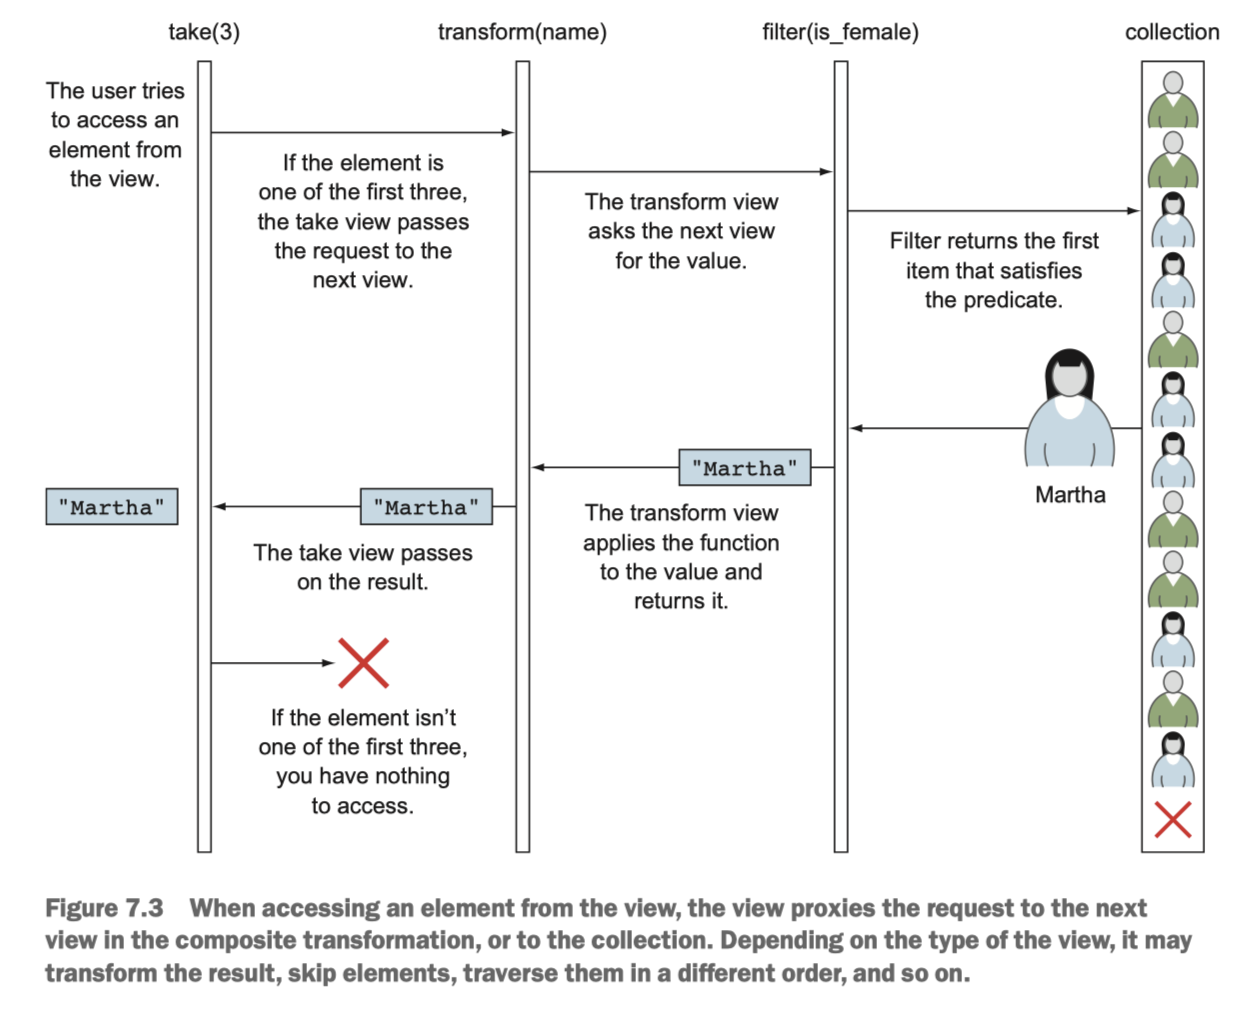 take(3)
transform(name)
filter(is_female)
collection
The user tries
to access an
element from
the view.
If the element is
one of the first three,
the take view passes
the request to the
next view.
The transform view
asks the next view
for the value.
Filter returns the first
item that satisfies
the predicate.
Martha
"Martha"
The transform view
applies the function
to the value and
returns it.
"Martha"
The take view passes
on the result.
"Martha"
If the element isn’t
one of the first three,
you have nothing
to access.
Figure 7.3 When accessing an element from the view, the view proxies the request to the next
view in the composite transformation, or to the collection. Depending on the type of the view, it may
transform the result, skip elements, traverse them in a different order, and so on.